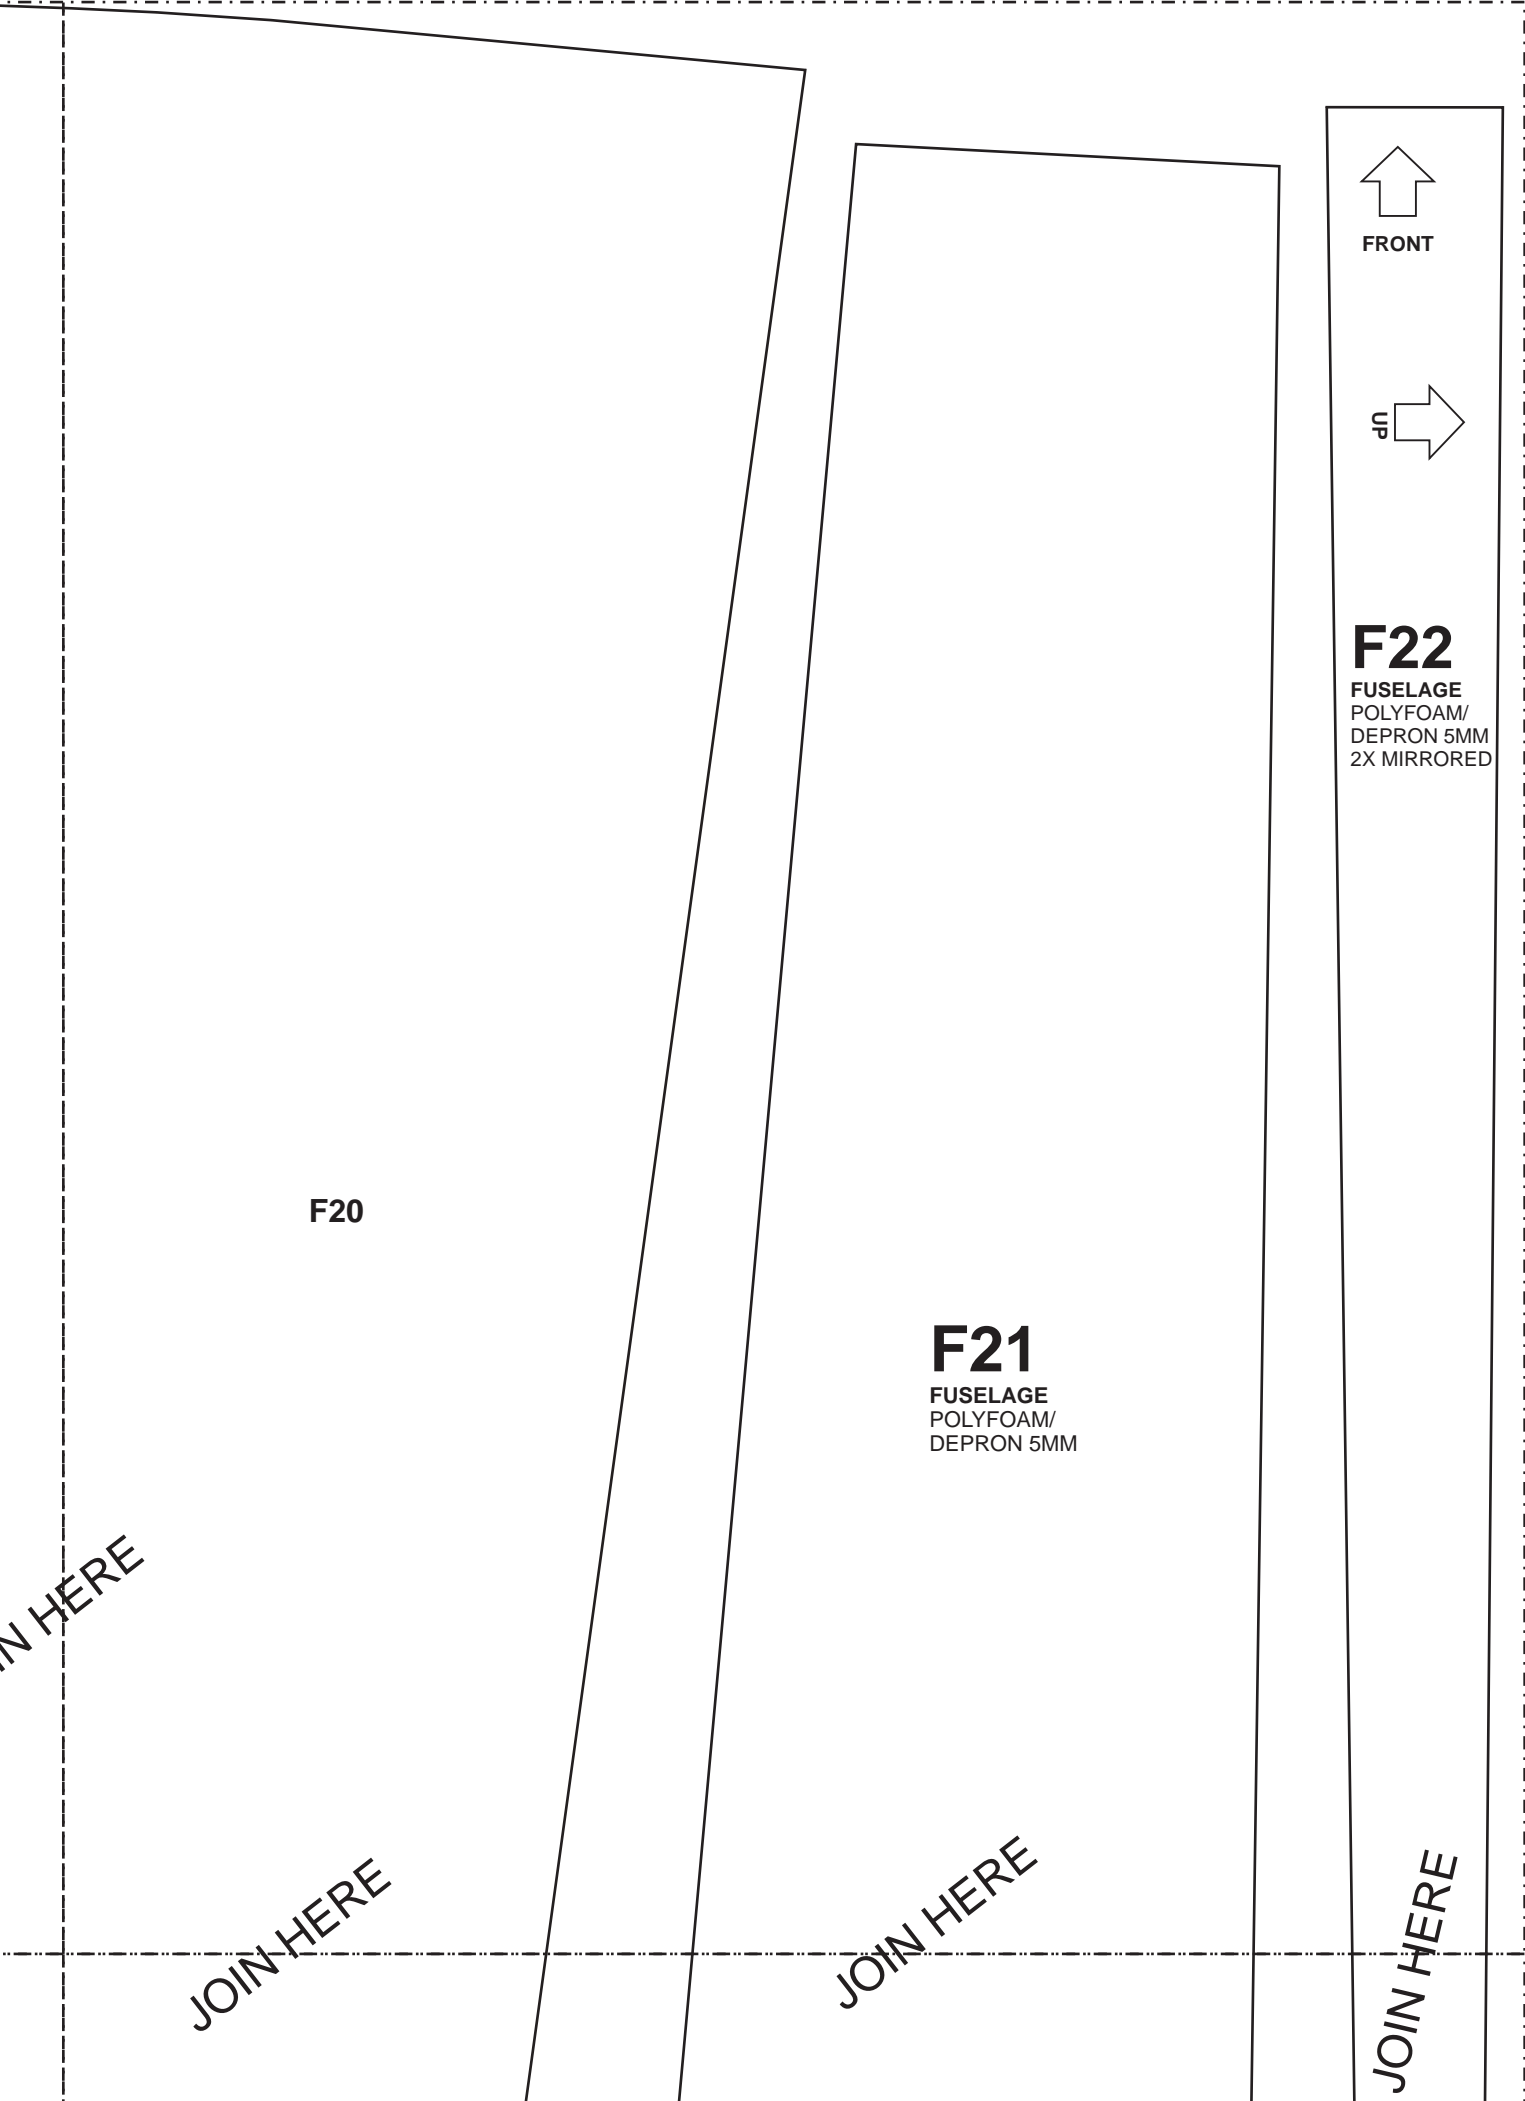 FRONT
UP
F22
FUSELAGE
POLYFOAM/
DEPRON 5MM
2X MIRRORED
F20
F21
FUSELAGE
POLYFOAM/
DEPRON 5MM
IN HERE
JOIN HERE
JOIN HERE
JOIN HERE